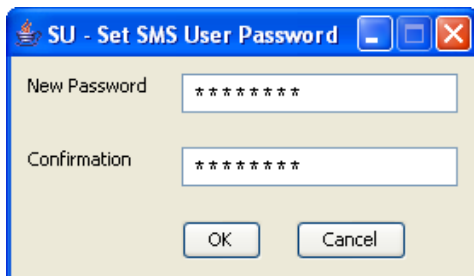 SU - Set SMS User Password
New Password
********
Confirmation
********
OK Cancel